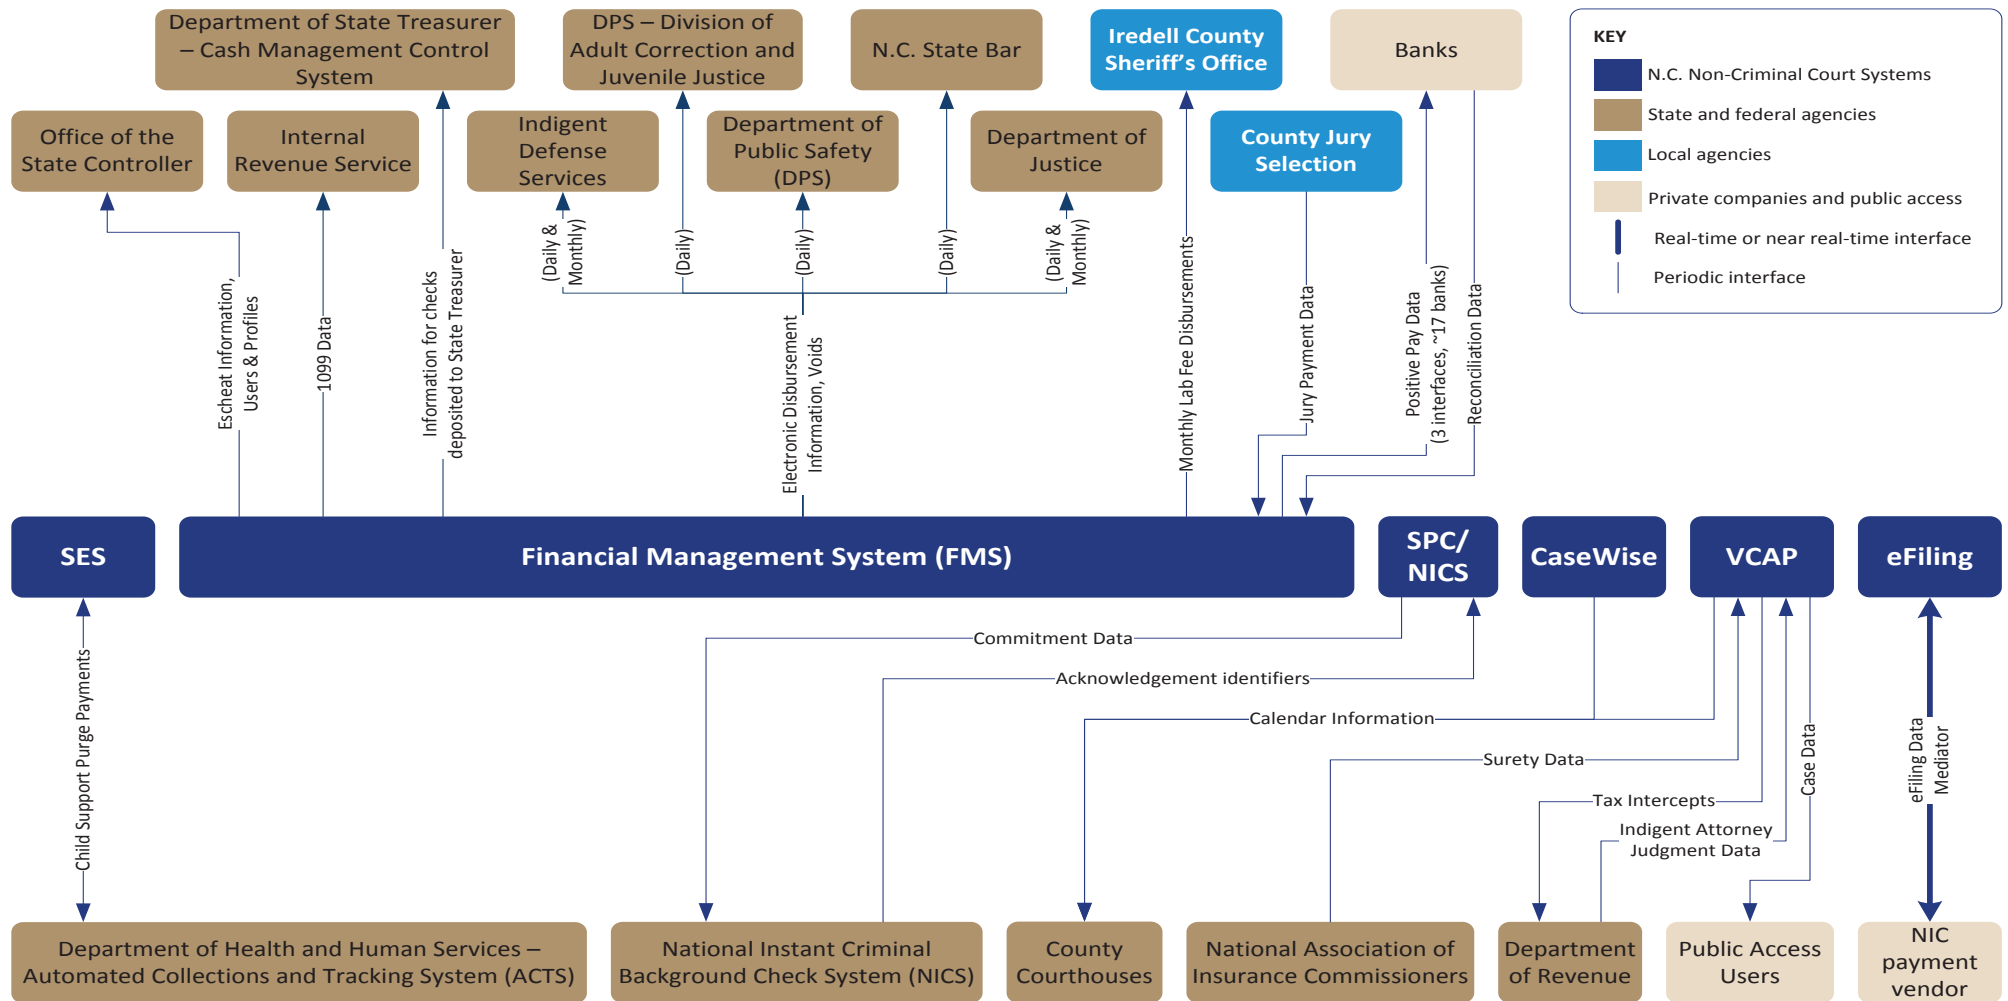 Department of State Treasurer
– Cash Management Control
System
DPS – Division of
Adult Correction and
Juvenile Justice
N.C. State Bar
Iredell County
Sheriff's Office
Banks
KEY
N.C. Non-Criminal Court Systems
State and federal agencies
Local agencies
Private companies and public access
Real-time or near real-time interface
Periodic interface
Office of the
State Controller
Internal
Revenue Service
Indigent
Defense
Services
Department of
Public Safety
(DPS)
Department of
Justice
County Jury
Selection
Escheat Information,
Users & Profiles
1099 Data
Information for checks
deposited to State Treasurer
(Daily &
Monthly)
(Daily)
(Daily)
(Daily)
(Daily &
Monthly)
Electronic Disbursement
Information, Voids
Monthly Lab Fee Disbursements
Jury Payment Data
Positive Pay Data
(3 interfaces, ~17 banks)
Reconciliation Data
SES
Financial Management System (FMS)
SPC/
NICS
CaseWise
VCAP
eFiling
Child Support Purge Payments
Commitment Data
Acknowledgement identifiers
Calendar Information
Surety Data
Tax Intercepts
Indigent Attorney
Judgment Data
Case Data
eFiling Data
Mediator
Department of Health and Human Services –
Automated Collections and Tracking System (ACTS)
National Instant Criminal
Background Check System (NICS)
County
Courthouses
National Association of
Insurance Commissioners
Department
of Revenue
Public Access
Users
NIC
payment
vendor